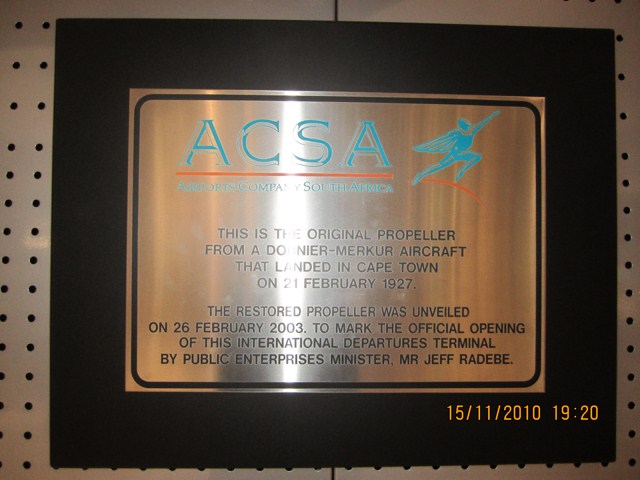 ACSA
AIRPORTS COMPANY SOUTH AFRICA
THIS IS THE ORIGINAL PROPELLER
FROM A DORNIER-MERKUR AIRCRAFT
THAT LANDED IN CAPE TOWN
ON 21 FEBRUARY 1927.
THE RESTORED PROPELLER WAS UNVEILED
ON 26 FEBRUARY 2003. TO MARK THE OFFICIAL OPENING
OF THIS INTERNATIONAL DEPARTURES TERMINAL
BY PUBLIC ENTERPRISES MINISTER, MR JEFF RADEBE.
15/11/2010 19:20